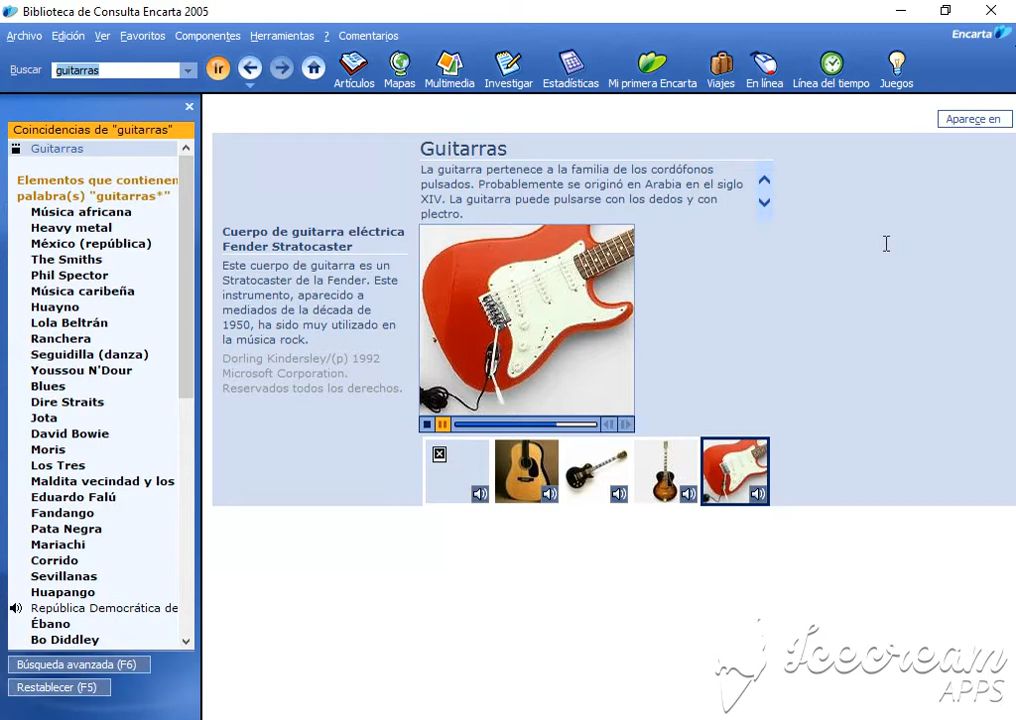 Biblioteca de Consulta Encarta 2005
Archivo Edición Ver Favoritos Componentes Herramientas ? Comentarios
Encarta
Buscar guitarras ir Artículos Mapas Multimedia Investigar Estadísticas Mi primera Encarta Viajes En línea Línea del tiempo Juegos
Coincidencias de "guitarras"
Guitarras
Elementos que contienen
palabra(s) "guitarras*"
Música africana
Heavy metal
México (república)
The Smiths
Phil Spector
Música caribeña
Huayno
Lola Beltrán
Ranchera
Seguidilla (danza)
Youssou N'Dour
Blues
Dire Straits
Jota
David Bowie
Moris
Los Tres
Maldita vecindad y los
Eduardo Falú
Fandango
Pata Negra
Mariachi
Corrido
Sevillanas
Huapango
República Democrática de
Ébano
Bo Diddley
Búsqueda avanzada (F6)
Restablecer (F5)
Aparece en
Guitarras
La guitarra pertenece a la familia de los cordófonos
pulsados. Probablemente se originó en Arabia en el siglo
XIV. La guitarra puede pulsarse con los dedos y con
plectro.
Cuerpo de guitarra eléctrica
Fender Stratocaster
Este cuerpo de guitarra es un
Stratocaster de la Fender. Este
instrumento, aparecido a
mediados de la década de
1950, ha sido muy utilizado en
la música rock.
Dorling Kindersley/(p) 1992
Microsoft Corporation.
Reservados todos los derechos.
Icecream
APPS